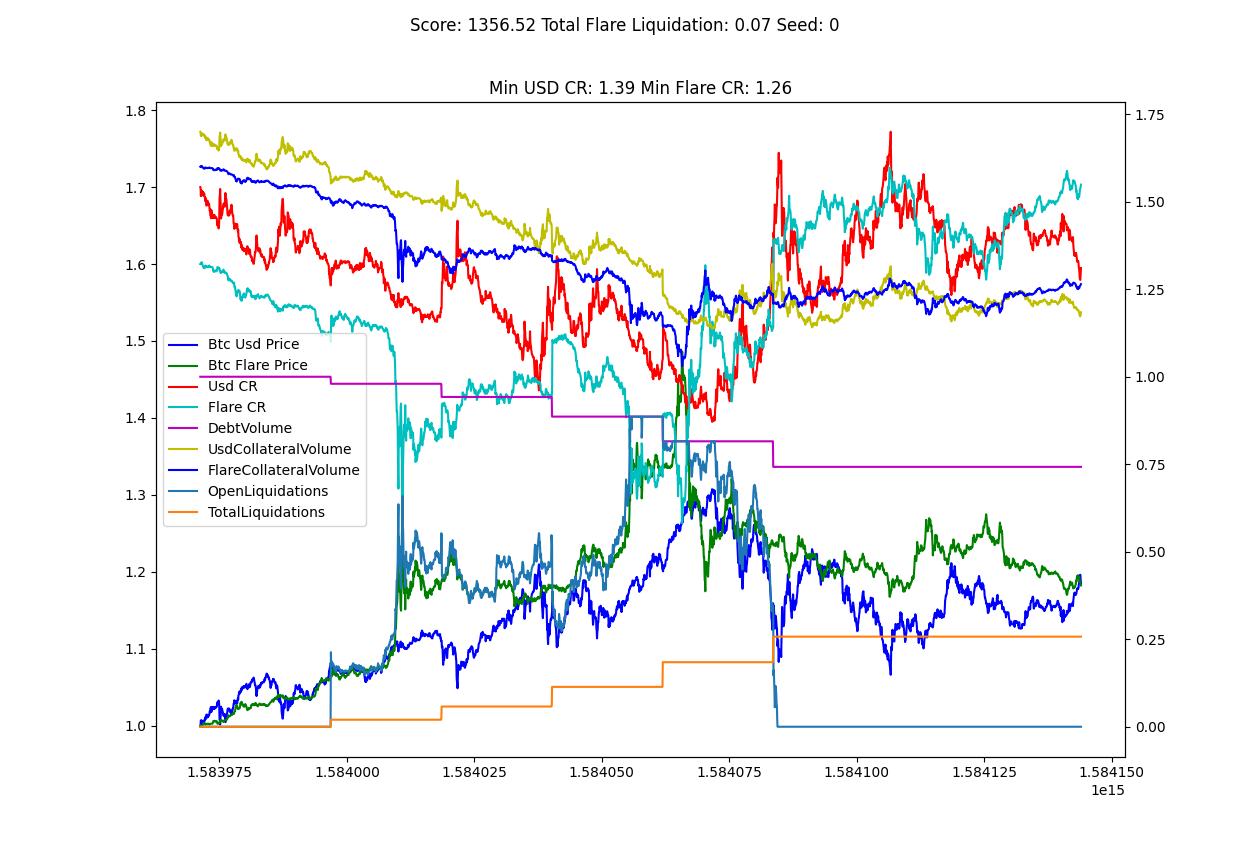 Score: 1356.52 Total Flare Liquidation: 0.07 Seed: 0
Min USD CR: 1.39 Min Flare CR: 1.26
1.8
1.7
1.6
1.5
1.4
1.3
1.2
1.1
1.0
1.75
1.50
1.25
1.00
0.75
0.50
0.25
0.00
Btc Usd Price
Btc Flare Price
Usd CR
Flare CR
DebtVolume
UsdCollateralVolume
FlareCollateralVolume
OpenLiquidations
TotalLiquidations
1.583975 1.584000 1.584025 1.584050 1.584075 1.584100 1.584125 1.584150
1e15